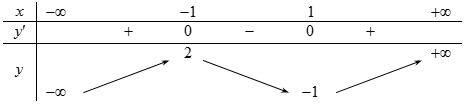 x −∞ −1 1 +∞
y′ + 0 − 0 +
2 +∞
y
−∞ −1